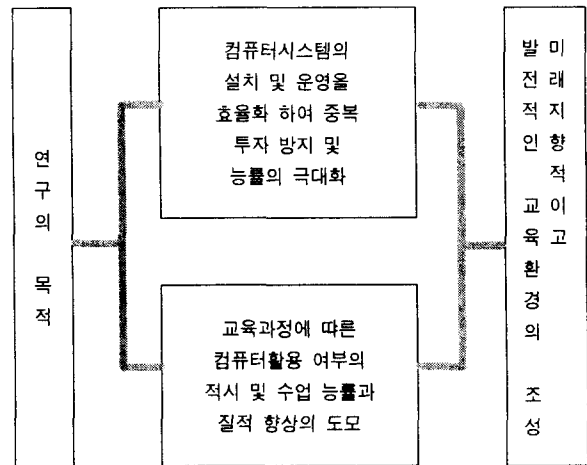 연구의 목적
컴퓨터시스템의
설치 및 운영올
효율화 하여 중복
투자 방지 및
능률의 극대화
교육과정에 따른
컴퓨터활용 여부의
적시 및 수업 능률과
질적 향상의 도모
미래지향적이고
발전적인 교육환경의 조성